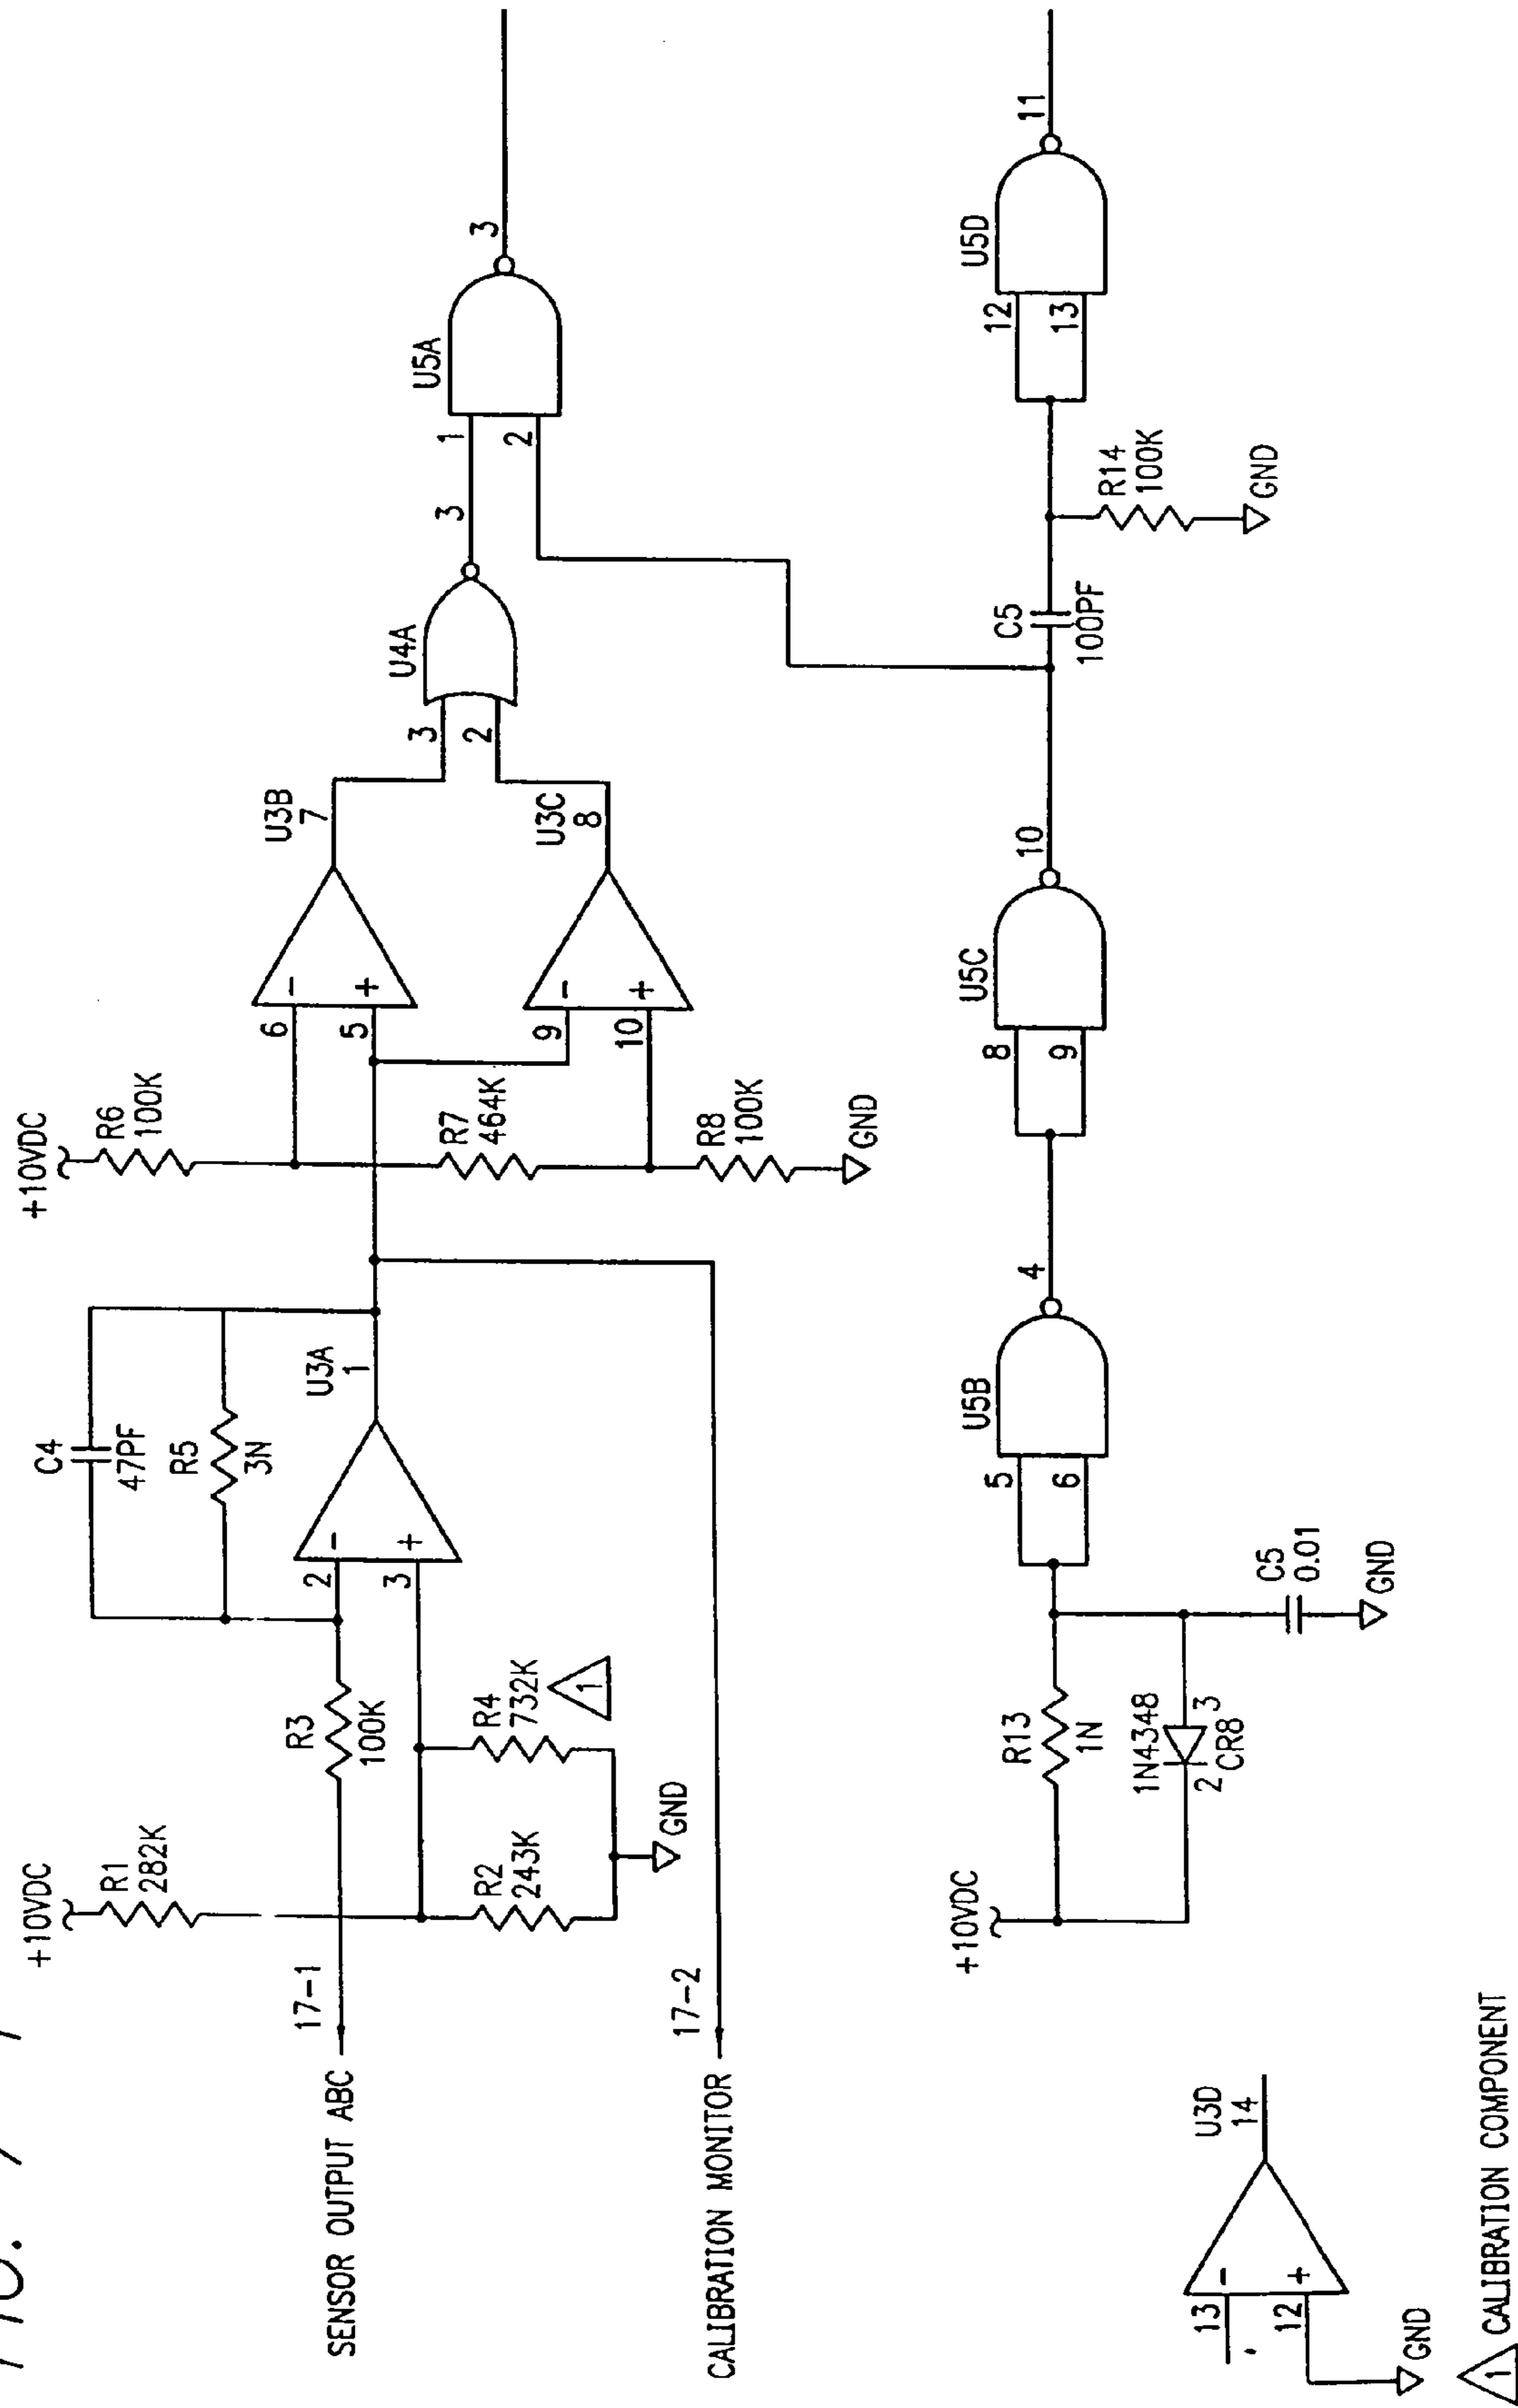 +10VDC
R1
282K
17-1
SENSOR OUTPUT ABC
R3
100K
R2
243K
R4
732K
1
GND
C4
47PF
R5
3N
2
3
U3A
1
17-2
CALIBRATION MONITOR
+10VDC
R6
100K
R7
464K
R8
100K
GND
6
5
U3B
7
9
10
U3C
8
3
2
U4A
3
1
2
U5A
3
+10VDC
R13
1N
1N4348
2
3
CR8
C5
0.01
GND
5
6
U5B
4
8
9
U5C
10
C5
100PF
R14
100K
GND
12
13
U5D
11
13
12
U3D
14
GND
1 CALIBRATION COMPONENT